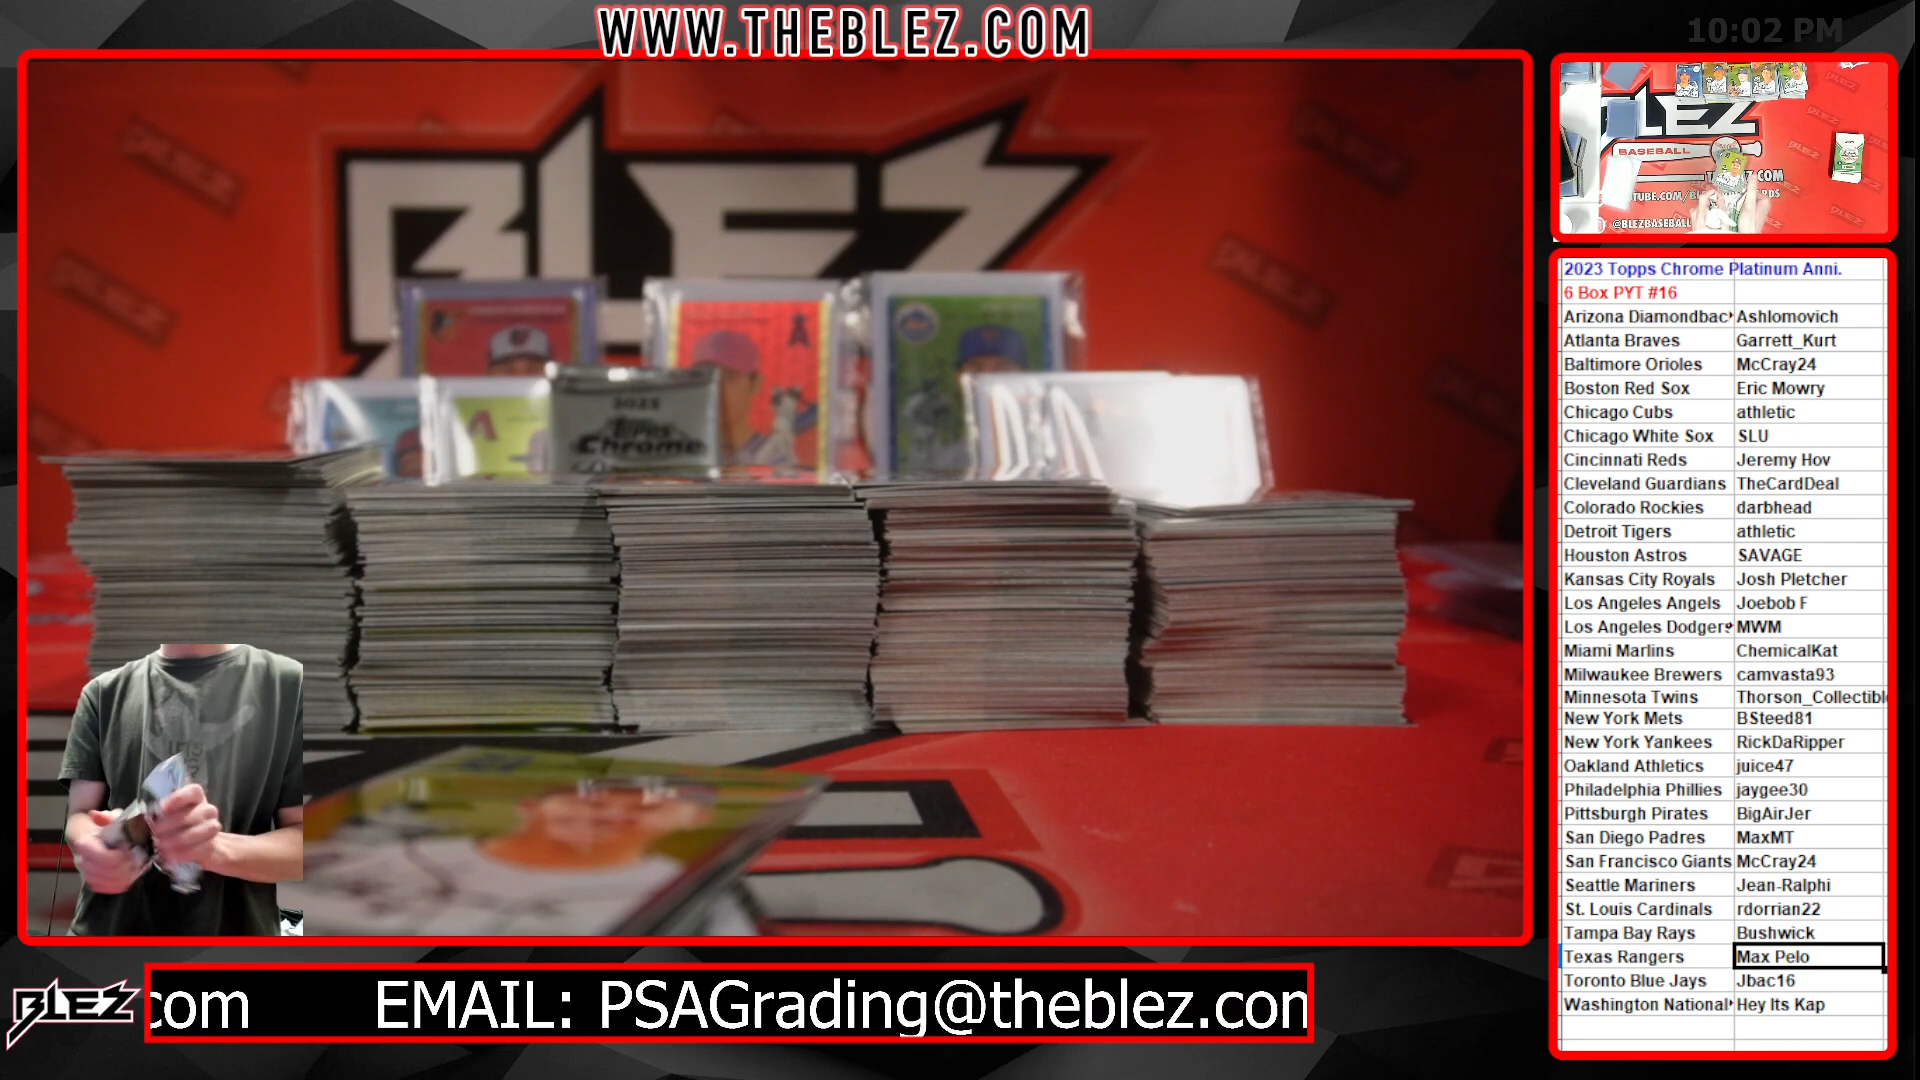 WWW.THEBLEZ.COM
10:02 PM
BLEZ
2023
Topps
Chrome
LEZ
BASEBALL
@BLEZBASEBALL
2023 Topps Chrome Platinum Anni.
6 Box PYT #16
Arizona Diamondbac Ashlomovich
Atlanta Braves Garrett_Kurt
Baltimore Orioles McCray24
Boston Red Sox Eric Mowry
Chicago Cubs athletic
Chicago White Sox SLU
Cincinnati Reds Jeremy Hov
Cleveland Guardians TheCardDeal
Colorado Rockies darbhead
Detroit Tigers athletic
Houston Astros SAVAGE
Kansas City Royals Josh Pletcher
Los Angeles Angels Joebob F
Los Angeles Dodgers MWM
Miami Marlins ChemicalKat
Milwaukee Brewers camvasta93
Minnesota Twins Thorson_Collectibl
New York Mets BSteed81
New York Yankees RickDaRipper
Oakland Athletics juice47
Philadelphia Phillies jaygee30
Pittsburgh Pirates BigAirJer
San Diego Padres MaxMT
San Francisco Giants McCray24
Seattle Mariners Jean-Ralphi
St. Louis Cardinals rdorrian22
Tampa Bay Rays Bushwick
Texas Rangers Max Pelo
Toronto Blue Jays Jbac16
Washington National Hey Its Kap
BLEZ
com EMAIL: PSAGrading@theblez.com